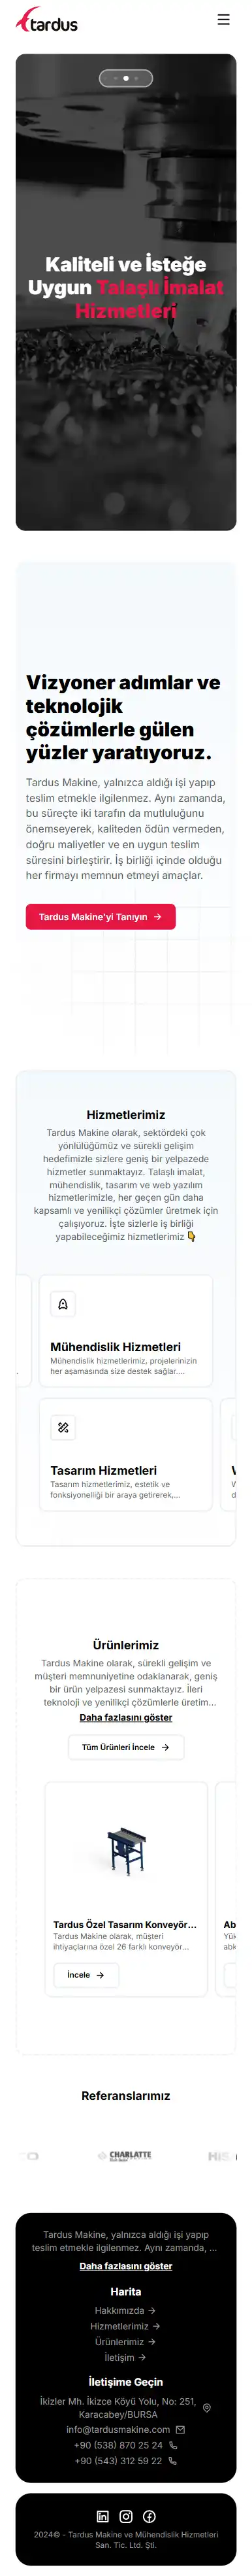 tardus
Kaliteli ve İsteğe
Uygun Talaşlı İmalat
Hizmetleri
Vizyoner adımlar ve
teknolojik
çözümlerle gülen
yüzler yaratıyoruz.
Tardus Makine, yalnızca aldığı işi yapıp
teslim etmekle ilgilenmez. Aynı zamanda,
bu süreçte iki tarafın da mutluluğunu
önemseyerek, kaliteden ödün vermeden,
doğru maliyetler ve en uygun teslim
süresini birleştirir. İş birliği içinde olduğu
her firmayı memnun etmeyi amaçlar.
Tardus Makine'yi Tanıyın →
Hizmetlerimiz
Tardus Makine olarak, sektördeki çok
yönlülüğümüz ve sürekli gelişim
hedefimizle sizlere geniş bir yelpazede
hizmetler sunmaktayız. Talaşlı imalat,
mühendislik, tasarım ve web yazılım
hizmetlerimizle, her geçen gün daha
kapsamlı ve yenilikçi çözümler üretmek için
çalışıyoruz. İşte sizlerle iş birliği
yapabileceğimiz hizmetlerimiz 👇
Mühendislik Hizmetleri
Mühendislik hizmetlerimiz, projelerinizin
her aşamasında size destek sağlar....
Tasarım Hizmetleri
Tasarım hizmetlerimiz, estetik ve
fonksiyonelliği bir araya getirerek,...
Ürünlerimiz
Tardus Makine olarak, sürekli gelişim ve
müşteri memnuniyetine odaklanarak, geniş
bir ürün yelpazesi sunmaktayız. İleri
teknoloji ve yenilikçi çözümlerle üretim...
Daha fazlasını göster
Tüm Ürünleri İncele →
Tardus Özel Tasarım Konveyör...
Tardus Makine olarak, müşteri
ihtiyaçlarına özel 26 farklı konveyör...
İncele →
Ab
Yük
abk
Referanslarımız
CHARLATTE
Tardus Makine, yalnızca aldığı işi yapıp
teslim etmekle ilgilenmez. Aynı zamanda, ...
Daha fazlasını göster
Harita
Hakkımızda →
Hizmetlerimiz →
Ürünlerimiz →
İletişim →
İletişime Geçin
İkizler Mh. İkizce Köyü Yolu, No: 251,
Karacabey/BURSA
info@tardusmakine.com
+90 (538) 870 25 24
+90 (543) 312 59 22
2024© - Tardus Makine ve Mühendislik Hizmetleri
San. Tic. Ltd. Şti.